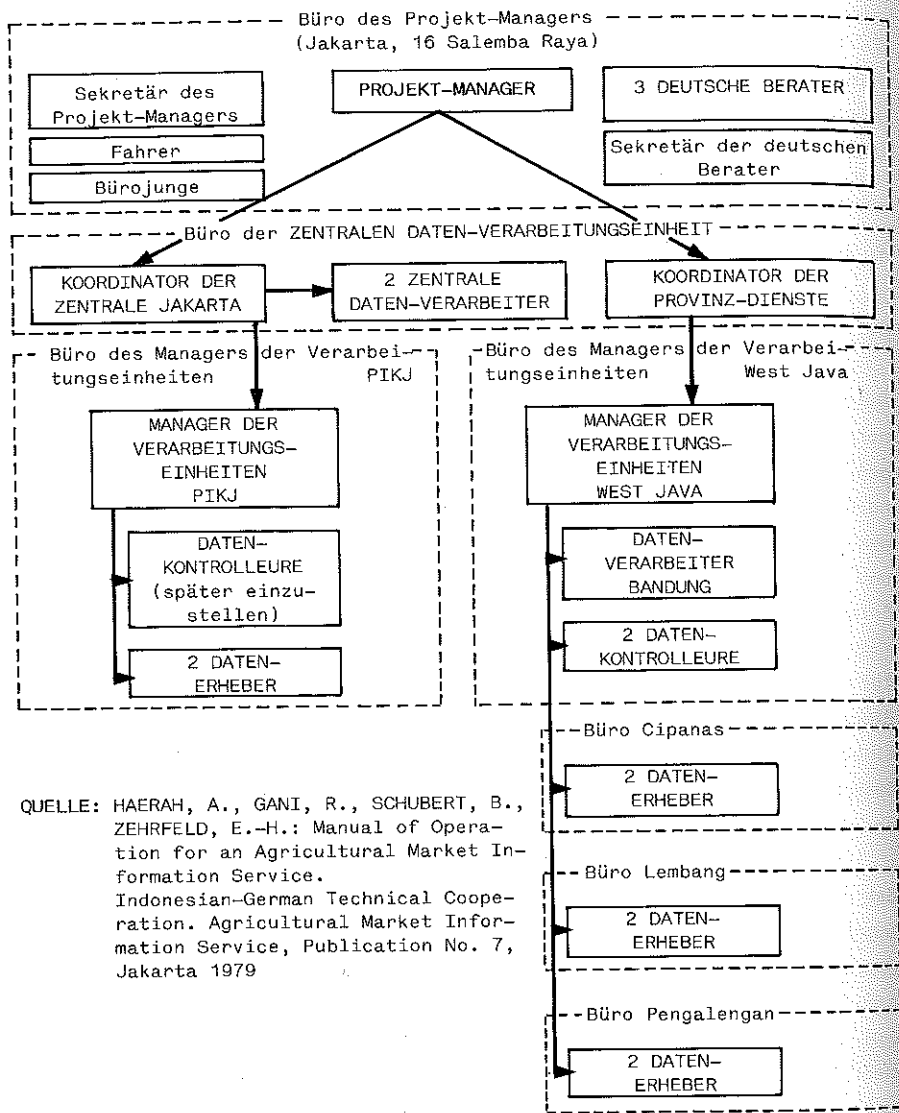 Büro des Projekt-Managers
(Jakarta, 16 Salemba Raya)
Sekretär des
Projekt-Managers
Fahrer
Bürojunge
PROJEKT-MANAGER
3 DEUTSCHE BERATER
Sekretär der deutschen
Berater
Büro der ZENTRALEN DATEN-VERARBEITUNGSEINHEIT
KOORDINATOR DER
ZENTRALE JAKARTA
2 ZENTRALE
DATEN-VERARBEITER
KOORDINATOR DER
PROVINZ-DIENSTE
Büro des Managers der Verarbei-
tungseinheiten PIKJ
MANAGER DER
VERARBEITUNGS-
EINHEITEN
PIKJ
DATEN-
KONTROLLEURE
(später einzu-
stellen)
2 DATEN-
ERHEBER
Büro des Managers der Verarbei-
tungseinheiten West Java
MANAGER DER
VERARBEITUNGS-
EINHEITEN
WEST JAVA
DATEN-
VERARBEITER
BANDUNG
2 DATEN-
KONTROLLEURE
Büro Cipanas
2 DATEN-
ERHEBER
Büro Lembang
2 DATEN-
ERHEBER
Büro Pengalengan
2 DATEN-
ERHEBER
QUELLE: HAERAH, A., GANI, R., SCHUBERT, B.,
ZEHRFELD, E.-H.: Manual of Opera-
tion for an Agricultural Market In-
formation Service.
Indonesian-German Technical Coope-
ration. Agricultural Market Infor-
mation Service, Publication No. 7,
Jakarta 1979